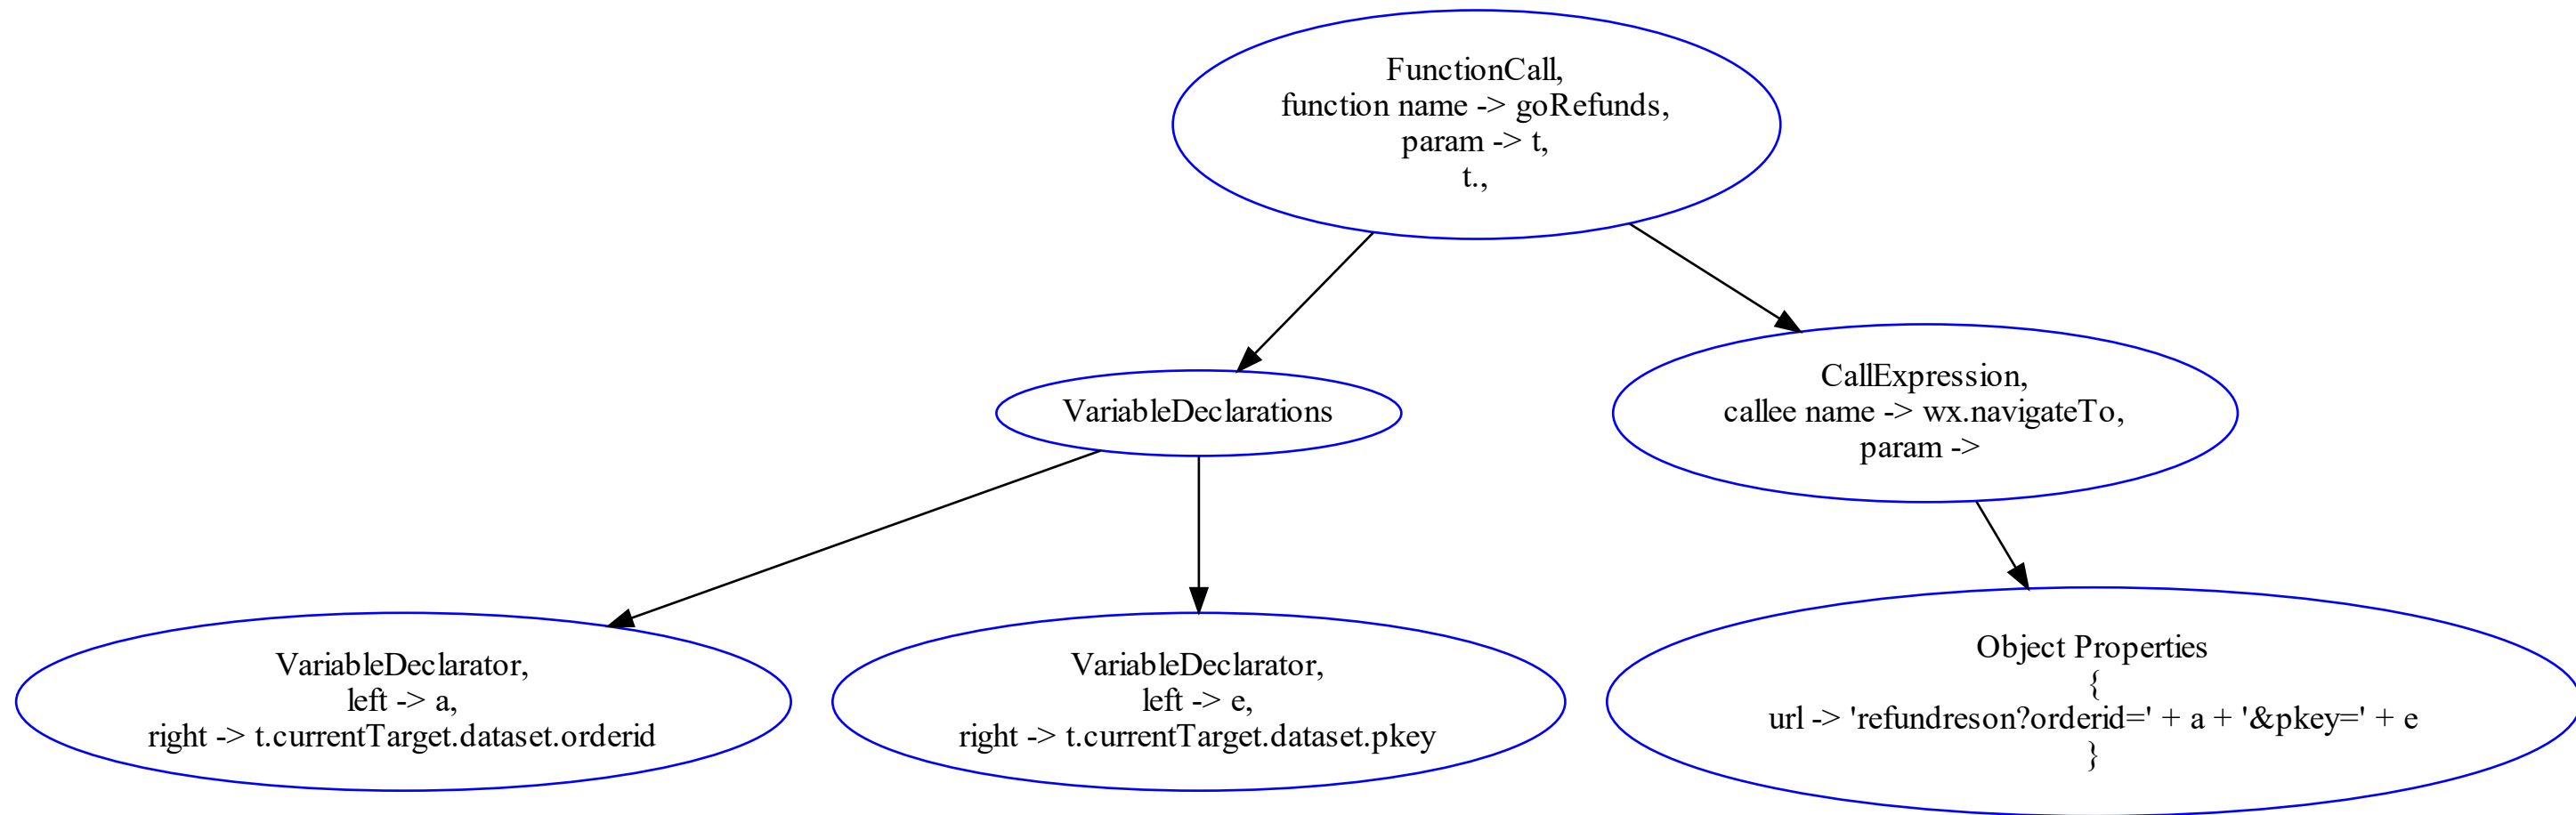 FunctionCall,
function name -> goRefunds,
param -> t,
t.,
VariableDeclarations
CallExpression,
callee name -> wx.navigateTo,
param ->
VariableDeclarator,
left -> a,
right -> t.currentTarget.dataset.orderid
VariableDeclarator,
left -> e,
right -> t.currentTarget.dataset.pkey
Object Properties
{
url -> 'refundreson?orderid=' + a + '&pkey=' + e
}